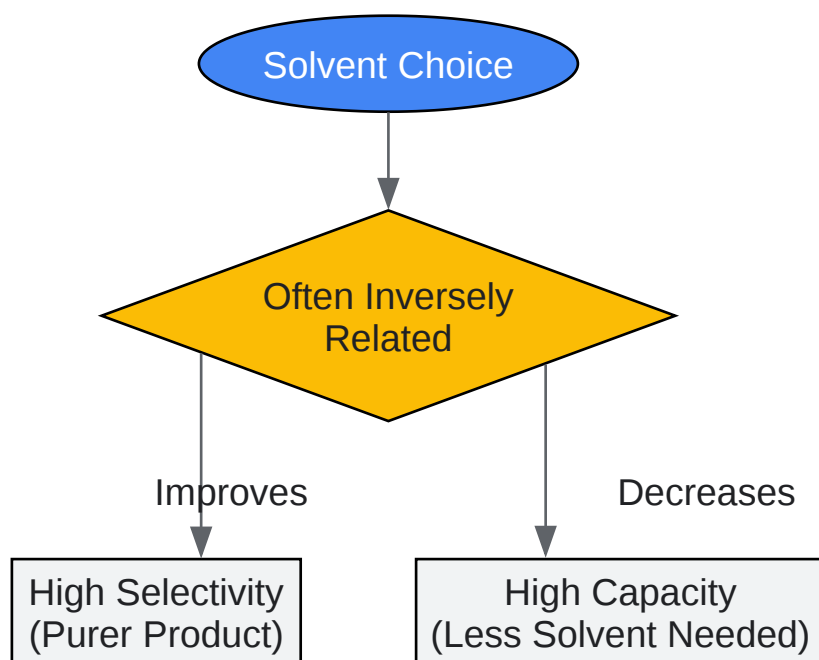 Solvent Choice
Often Inversely
Related
Improves
Decreases
High Selectivity
(Purer Product)
High Capacity
(Less Solvent Needed)